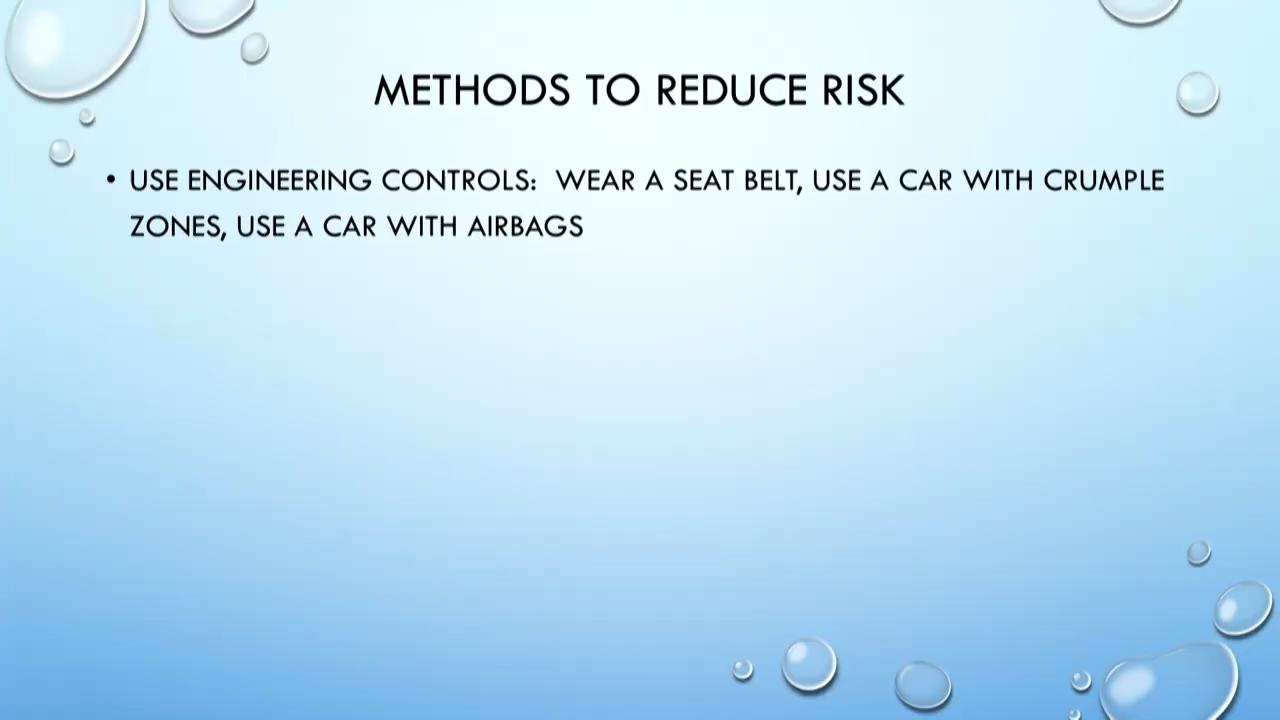 METHODS TO REDUCE RISK
• USE ENGINEERING CONTROLS:  WEAR A SEAT BELT, USE A CAR WITH CRUMPLE
ZONES, USE A CAR WITH AIRBAGS